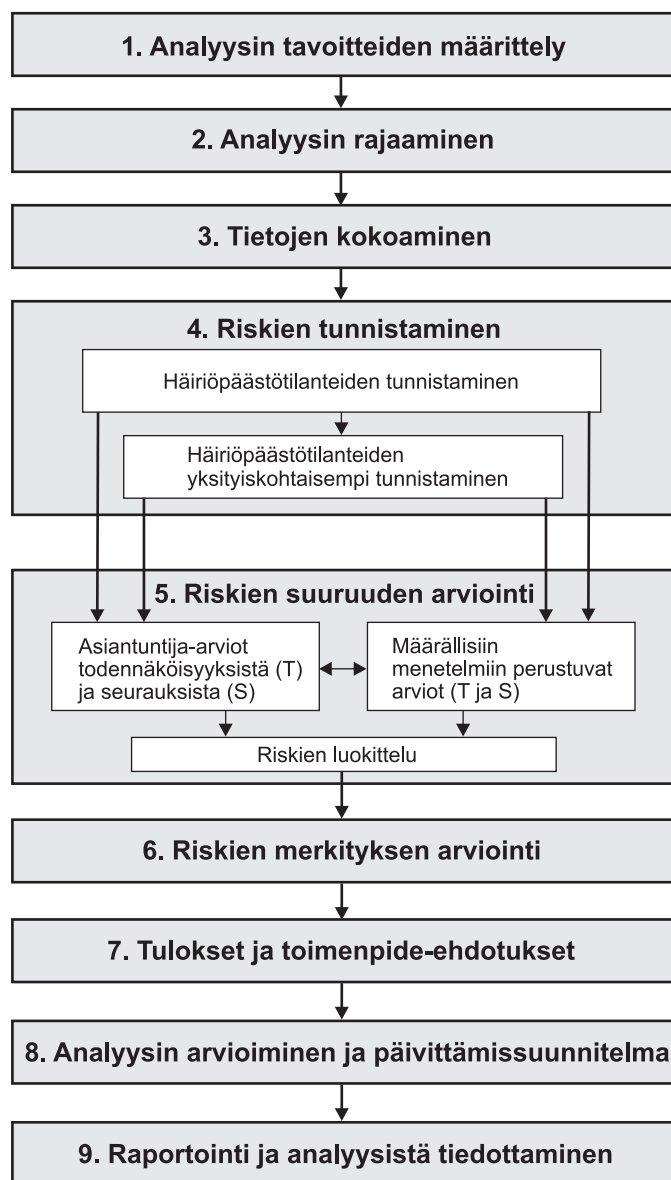 1. Analyysin tavoitteiden määrittely
2. Analyysin rajaaminen
3. Tietojen kokoaminen
4. Riskien tunnistaminen
Häiriöpäästötilanteiden tunnistaminen
Häiriöpäästötilanteiden
yksityiskohtaisempi tunnistaminen
5. Riskien suuruuden arviointi
Asiantuntija-arviot
todennäköisyyksistä (T)
ja seurauksista (S)
Määrällisiin
menetelmiin perustuvat
arviot (T ja S)
Riskien luokittelu
6. Riskien merkityksen arviointi
7. Tulokset ja toimenpide-ehdotukset
8. Analyysin arvioiminen ja päivittämissuunnitelma
9. Raportointi ja analyysistä tiedottaminen